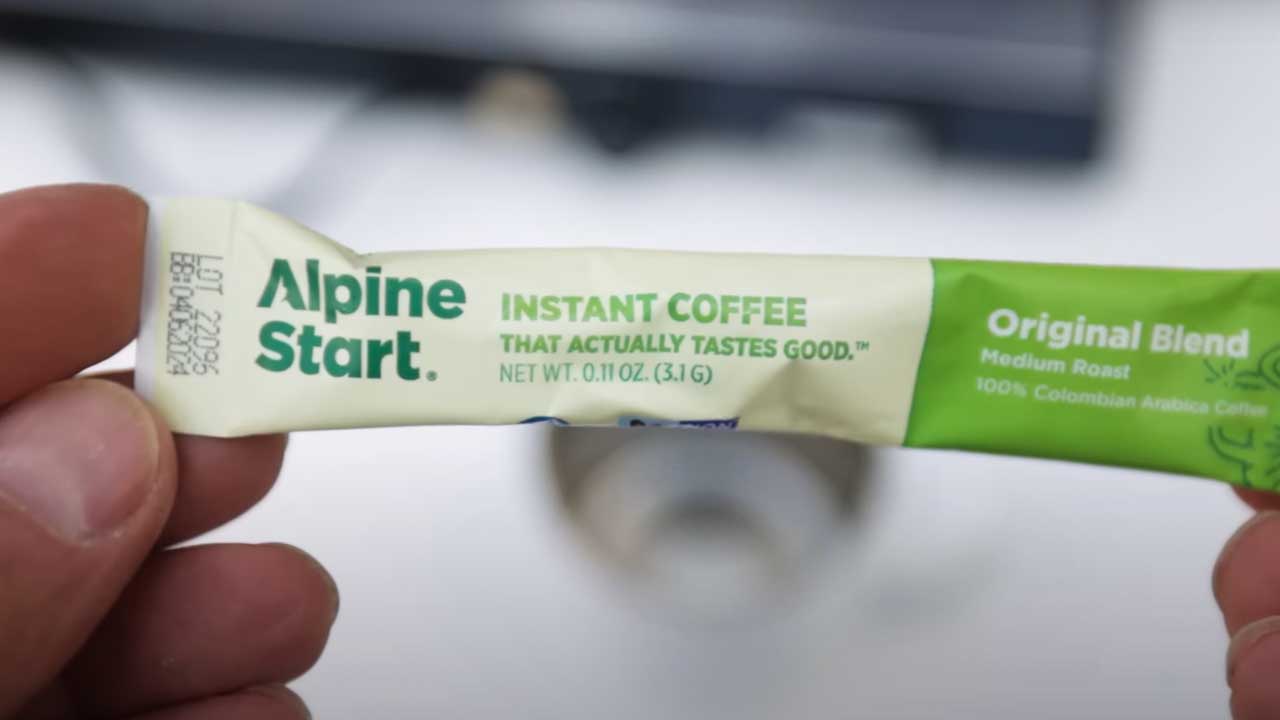 LOT 22096
BB:04062024
Alpine
Start.
INSTANT COFFEE
THAT ACTUALLY TASTES GOOD.™
NET WT. 0.11 OZ. (3.1 G)
Original Blend
Medium Roast
100% Colombian Arabica Coffee